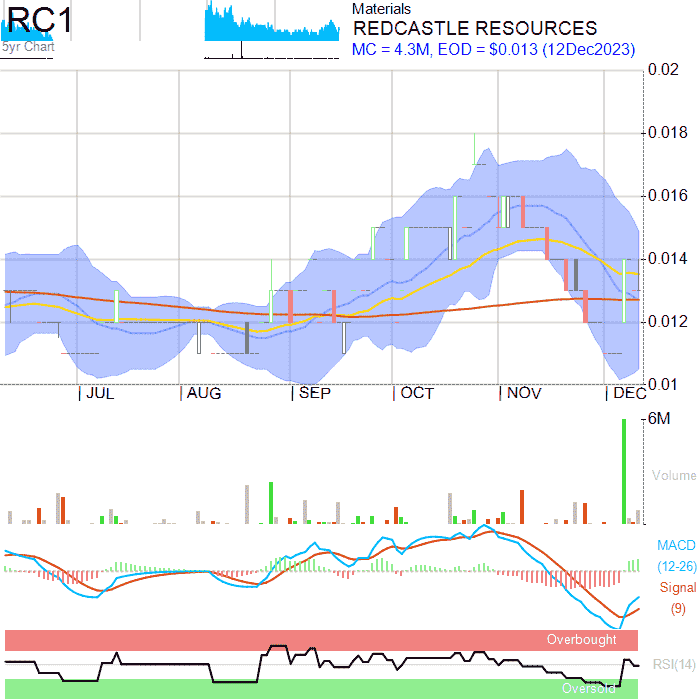 RC1
5yr Chart
Materials
REDCASTLE RESOURCES
MC = 4.3M, EOD = $0.013 (12Dec2023)
0.02
0.018
0.016
0.014
0.012
0.01
JUL AUG SEP OCT NOV DEC
6M
Volume
MACD
(12-26)
Signal
(9)
Overbought
RSI(14)
Oversold